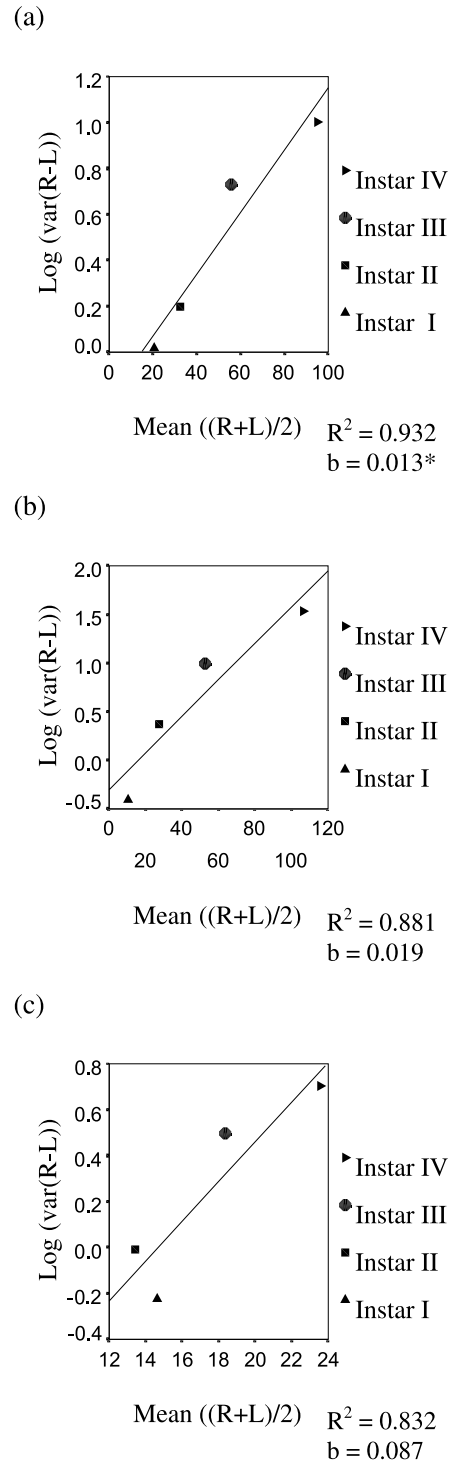 (a)
Log (var(R-L))
1.2
1.0
0.8
0.6
0.4
0.2
0.0
0 20 40 60 80 100
Mean ((R+L)/2)
Instar IV
Instar III
Instar II
Instar I
R² = 0.932
b = 0.013*
(b)
Log (var(R-L))
2.0
1.5
1.0
0.5
0.0
-0.5
0 40 80 120
20 60 100
Mean ((R+L)/2)
Instar IV
Instar III
Instar II
Instar I
R² = 0.881
b = 0.019
(c)
Log (var(R-L))
0.8
0.6
0.4
0.2
0.0
-0.2
-0.4
12 14 16 18 20 22 24
Mean ((R+L)/2)
Instar IV
Instar III
Instar II
Instar I
R² = 0.832
b = 0.087